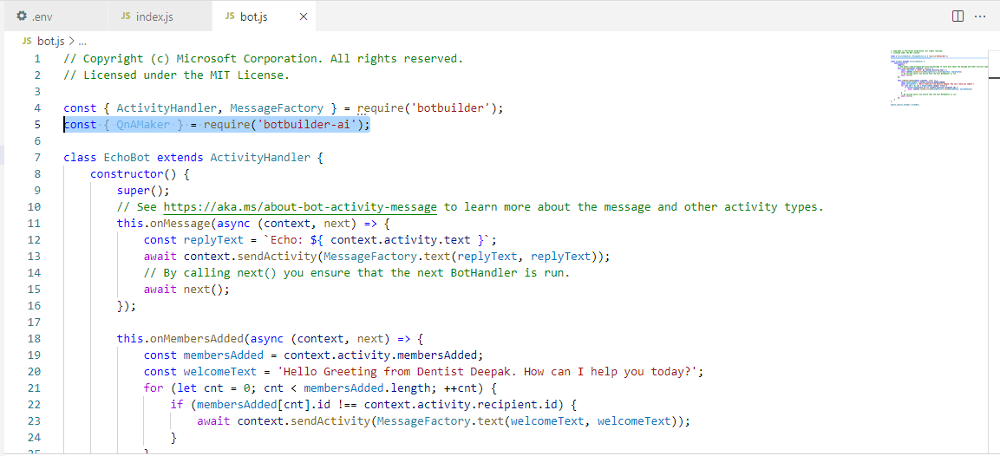 .env
JS index.js
JS bot.js ×
JS bot.js > ...
1 // Copyright (c) Microsoft Corporation. All rights reserved.
2 // Licensed under the MIT License.
3
4 const { ActivityHandler, MessageFactory } = require('botbuilder');
5 const { QnAMaker } = require('botbuilder-ai');
6
7 class EchoBot extends ActivityHandler {
8 constructor() {
9 super();
10 // See https://aka.ms/about-bot-activity-message to learn more about the message and other activity types.
11 this.onMessage(async (context, next) => {
12 const replyText = `Echo: ${ context.activity.text }`;
13 await context.sendActivity(MessageFactory.text(replyText, replyText));
14 // By calling next() you ensure that the next BotHandler is run.
15 await next();
16 });
17
18 this.onMembersAdded(async (context, next) => {
19 const membersAdded = context.activity.membersAdded;
20 const welcomeText = 'Hello Greeting from Dentist Deepak. How can I help you today?';
21 for (let cnt = 0; cnt < membersAdded.length; ++cnt) {
22 if (membersAdded[cnt].id !== context.activity.recipient.id) {
23 await context.sendActivity(MessageFactory.text(welcomeText, welcomeText));
24 }
25 }